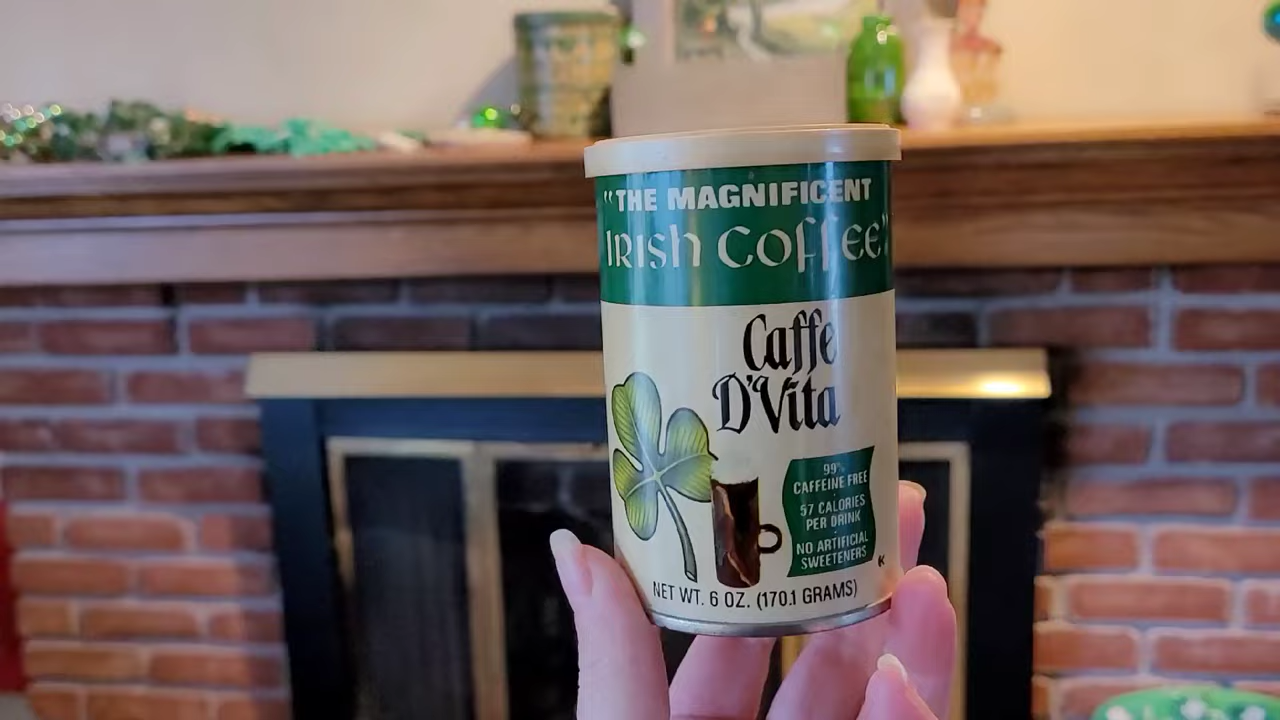 "THE MAGNIFICENT
IRISH COFFEE"
Caffe
D'Vita
99%
CAFFEINE FREE
57 CALORIES
PER DRINK
NO ARTIFICIAL
SWEETENERS
K
NET WT. 6 OZ. (170.1 GRAMS)